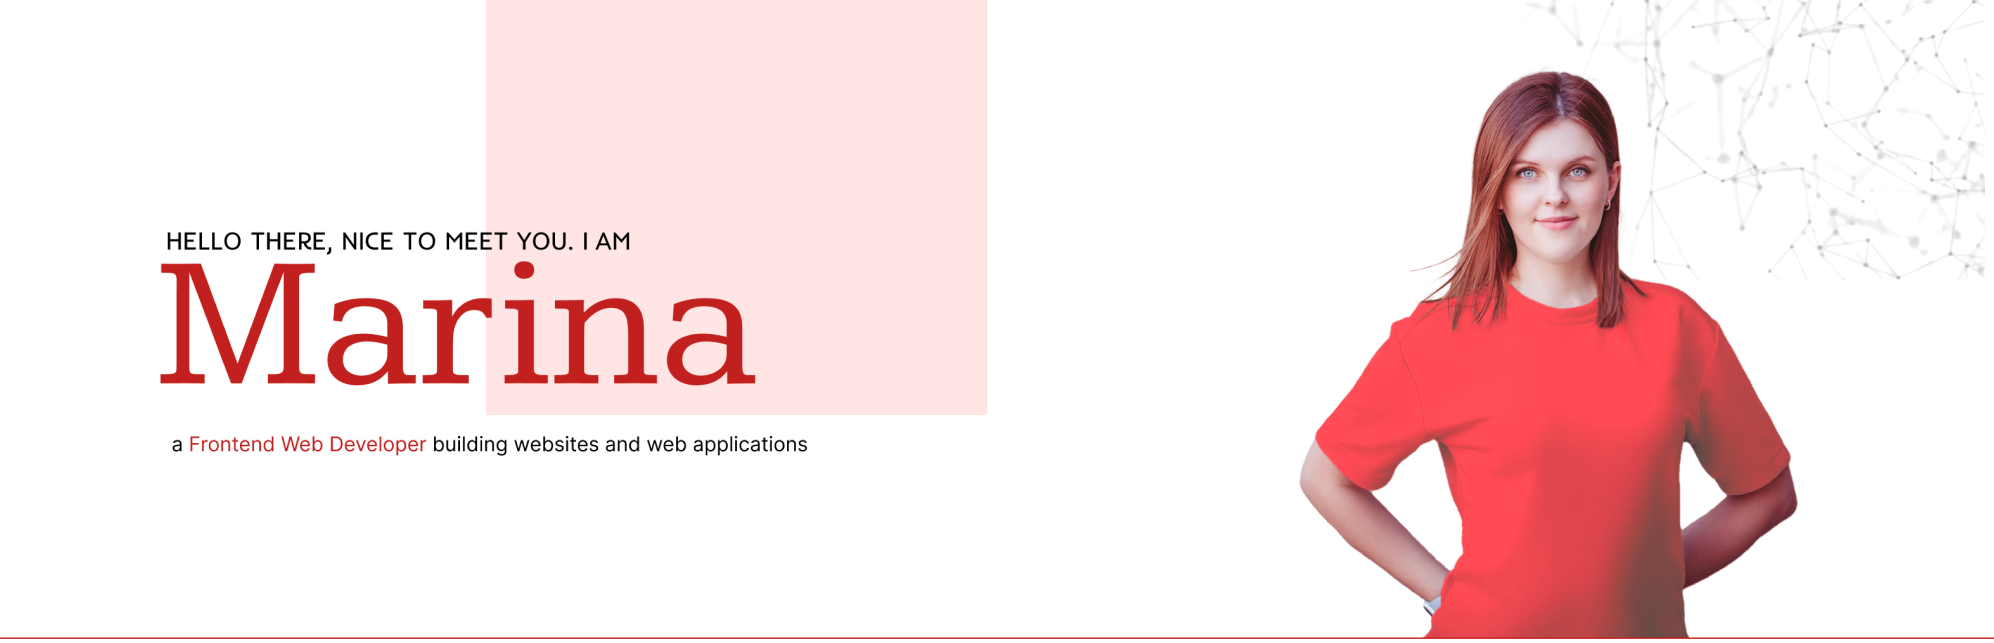 HELLO THERE, NICE TO MEET YOU. I AM
Marina
a Frontend Web Developer building websites and web applications